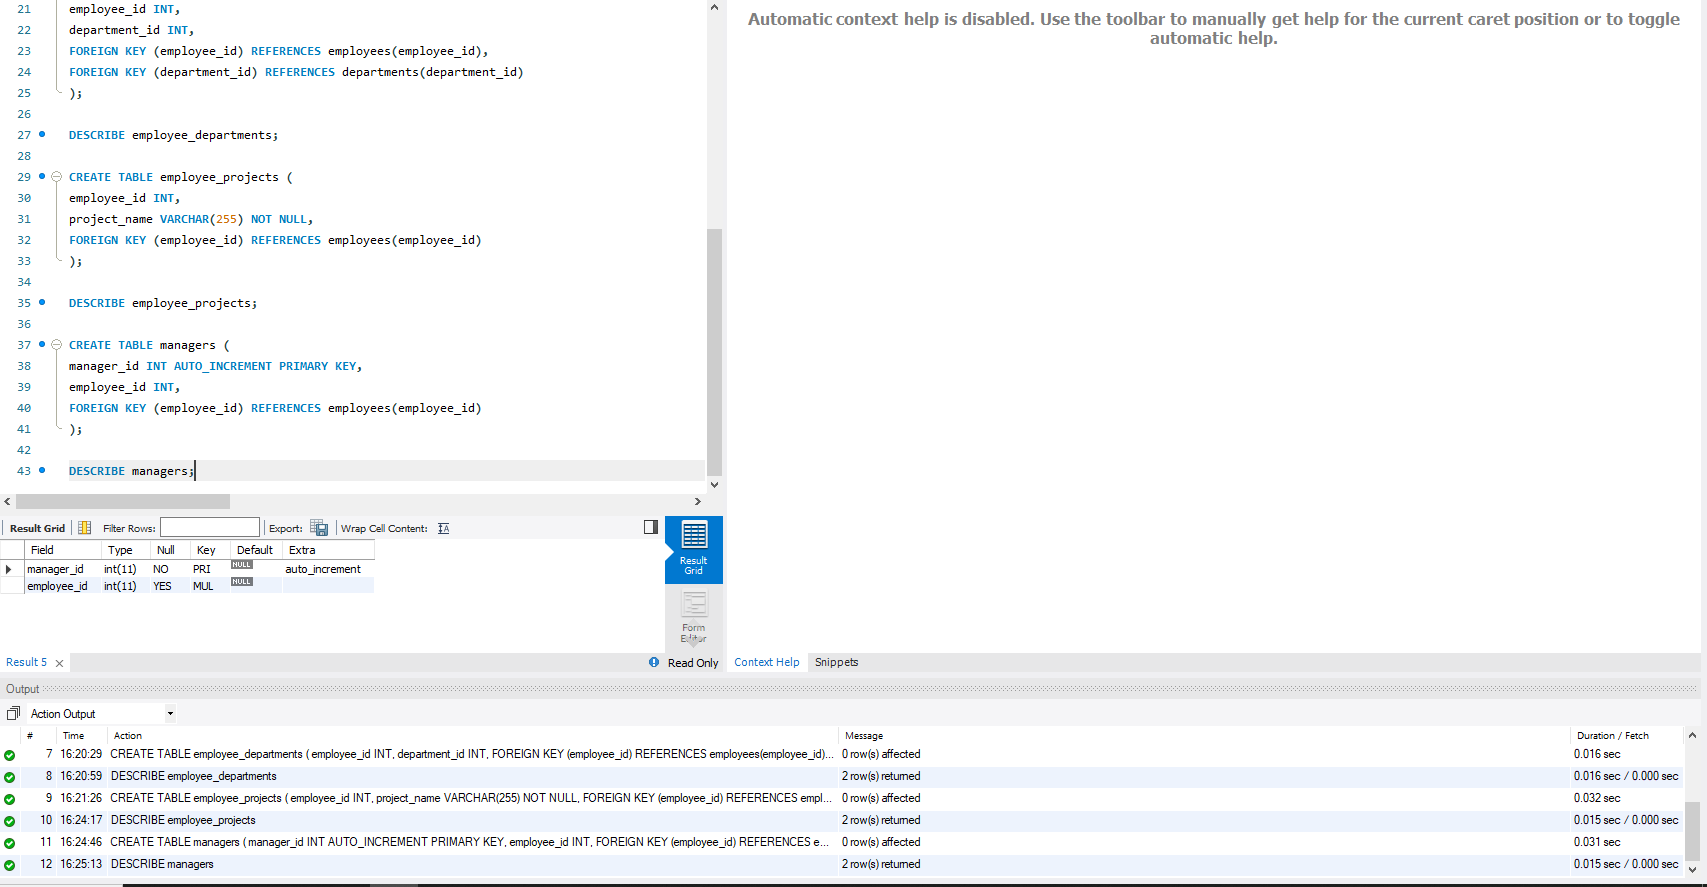 21 employee_id INT,
22 department_id INT,
23 FOREIGN KEY (employee_id) REFERENCES employees(employee_id),
24 FOREIGN KEY (department_id) REFERENCES departments(department_id)
25 );
26
27 DESCRIBE employee_departments;
28
29 CREATE TABLE employee_projects (
30 employee_id INT,
31 project_name VARCHAR(255) NOT NULL,
32 FOREIGN KEY (employee_id) REFERENCES employees(employee_id)
33 );
34
35 DESCRIBE employee_projects;
36
37 CREATE TABLE managers (
38 manager_id INT AUTO_INCREMENT PRIMARY KEY,
39 employee_id INT,
40 FOREIGN KEY (employee_id) REFERENCES employees(employee_id)
41 );
42
43 DESCRIBE managers;
Automatic context help is disabled. Use the toolbar to manually get help for the current caret position or to toggle
automatic help.
Result Grid Filter Rows: Export: Wrap Cell Content:
Field Type Null Key Default Extra
manager_id int(11) NO PRI NULL auto_increment
employee_id int(11) YES MUL NULL
Result
Grid
Form
Editor
Result 5 Read Only
Context Help Snippets
Output
Action Output
# Time Action Message Duration / Fetch
7 16:20:29 CREATE TABLE employee_departments ( employee_id INT, department_id INT, FOREIGN KEY (employee_id) REFERENCES employees(employee_id)... 0 row(s) affected 0.016 sec
8 16:20:59 DESCRIBE employee_departments 2 row(s) returned 0.016 sec / 0.000 sec
9 16:21:26 CREATE TABLE employee_projects ( employee_id INT, project_name VARCHAR(255) NOT NULL, FOREIGN KEY (employee_id) REFERENCES empl... 0 row(s) affected 0.032 sec
10 16:24:17 DESCRIBE employee_projects 2 row(s) returned 0.015 sec / 0.000 sec
11 16:24:46 CREATE TABLE managers ( manager_id INT AUTO_INCREMENT PRIMARY KEY, employee_id INT, FOREIGN KEY (employee_id) REFERENCES e... 0 row(s) affected 0.031 sec
12 16:25:13 DESCRIBE managers 2 row(s) returned 0.015 sec / 0.000 sec